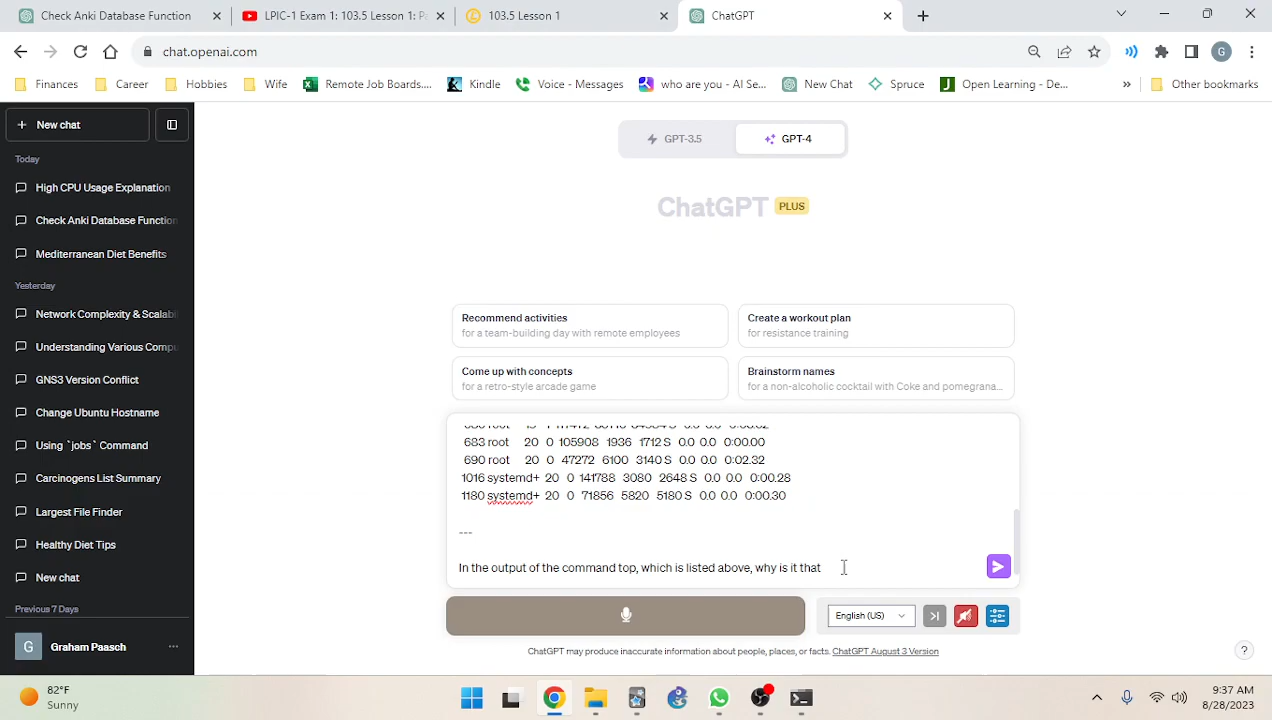 Check Anki Database Function
LPIC-1 Exam 1: 103.5 Lesson 1: Pa
103.5 Lesson 1
ChatGPT
chat.openai.com
G
Finances
Career
Hobbies
Wife
Remote Job Boards....
Kindle
Voice - Messages
who are you - AI Se...
New Chat
Spruce
Open Learning - De...
»
Other bookmarks
+ New chat
Today
High CPU Usage Explanation
Check Anki Database Function
Mediterranean Diet Benefits
Yesterday
Network Complexity & Scalabi
Understanding Various Compu
GNSS Version Conflict
Change Ubuntu Hostname
Using `jobs` Command
Carcinogens List Summary
Largest File Finder
Healthy Diet Tips
New chat
Previous 7 Days
G Graham Paasch ...
GPT-3.5
GPT-4
ChatGPT PLUS
Recommend activities
for a team-building day with remote employees
Create a workout plan
for resistance training
Come up with concepts
for a retro-style arcade game
Brainstorm names
for a non-alcoholic cocktail with Coke and pomegrana...
683 root 20 0 105908 1936 1712 S 0.0 0.0 0:00.00
690 root 20 0 47272 6100 3140 S 0.0 0.0 0:02.32
1016 systemd+ 20 0 141788 3080 2648 S 0.0 0.0 0:00.28
1180 systemd+ 20 0 71856 5820 5180 S 0.0 0.0 0:00.30
---
In the output of the command top, which is listed above, why is it that
English (US)
ChatGPT may produce inaccurate information about people, places, or facts. ChatGPT August 3 Version
?
82°F
Sunny
9:37 AM
8/28/2023